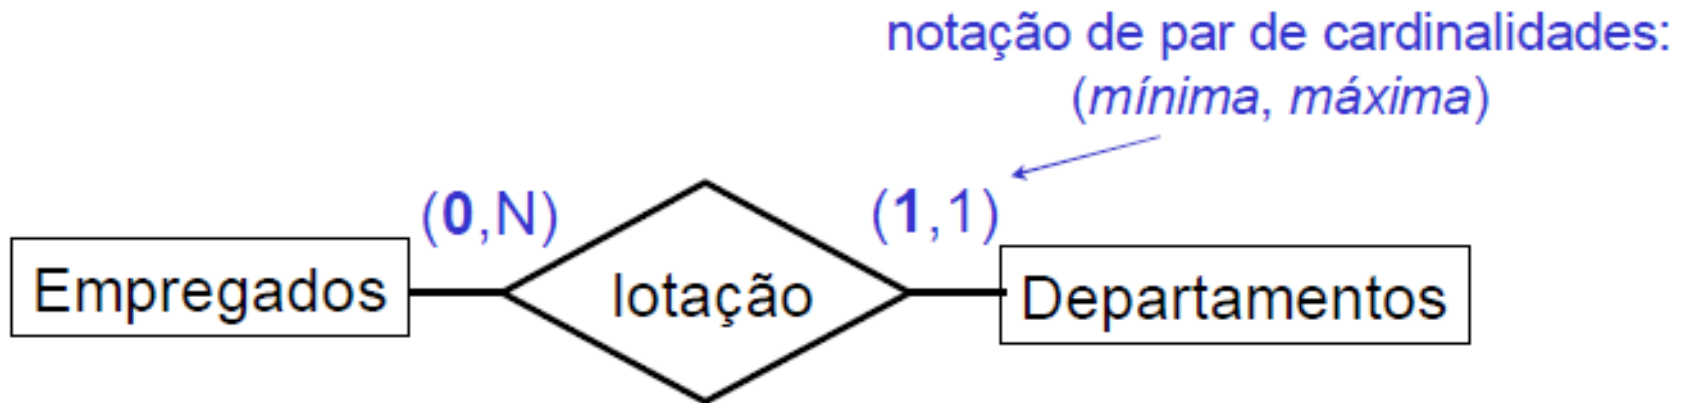 notação de par de cardinalidades:
(mínima, máxima)
(0,N)
(1,1)
Empregados
lotação
Departamentos